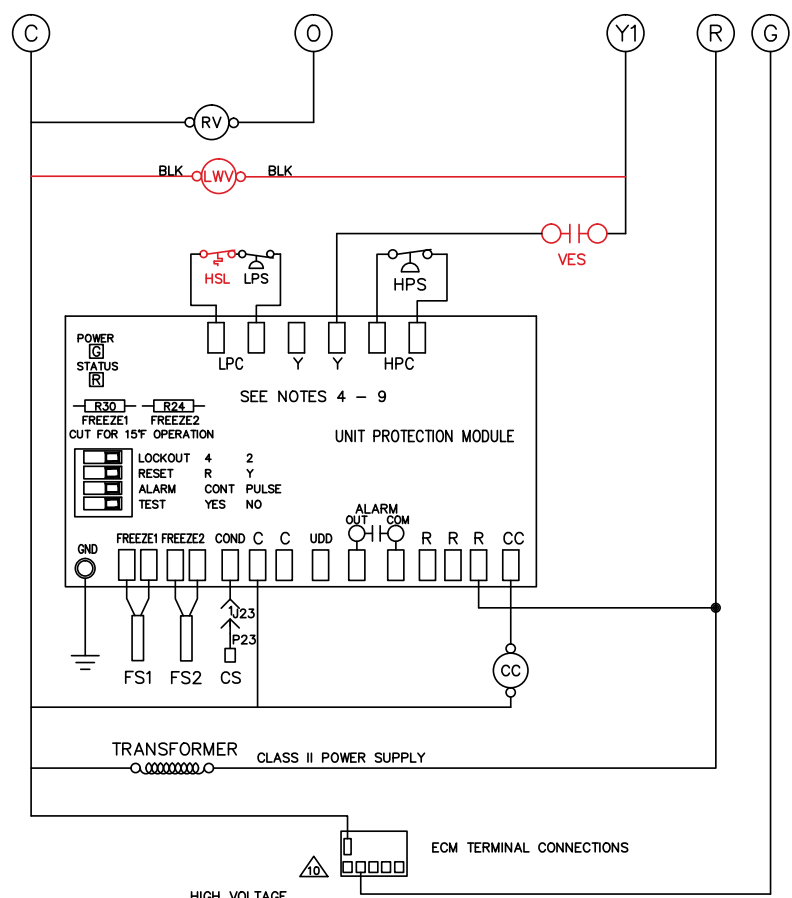 C O Y1 R G
RV
BLK LWV BLK
VES
HSL LPS HPS
POWER
G
STATUS
R
LPC Y Y HPC
SEE NOTES 4 - 9
R30 R24
FREEZE1 FREEZE2
CUT FOR 15°F OPERATION
UNIT PROTECTION MODULE
LOCKOUT 4 2
RESET R Y
ALARM CONT PULSE
TEST YES NO
ALARM
OUT COM
GND FREEZE1 FREEZE2 COND C C UDD R R R CC
J23
P23
FS1 FS2 CS
CC
TRANSFORMER CLASS II POWER SUPPLY
ECM TERMINAL CONNECTIONS
10
HIGH VOLTAGE